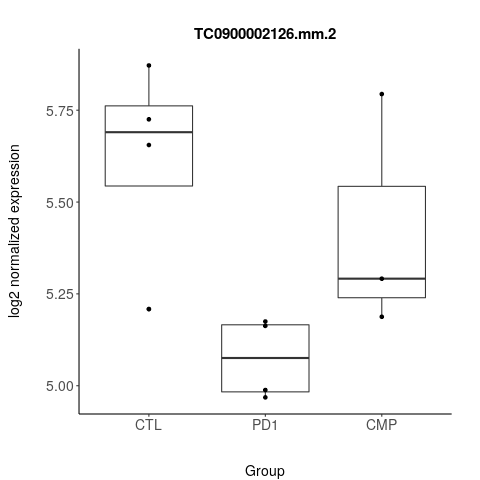 TC0900002126.mm.2
log2 normalized expression
5.75
5.50
5.25
5.00
CTL PD1 CMP
Group